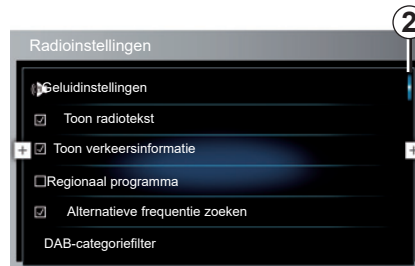 2
Radioinstellingen
Geluidinstellingen
Toon radiotekst
Toon verkeersinformatie
Regionaal programma
Alternatieve frequentie zoeken
DAB-categoriefilter